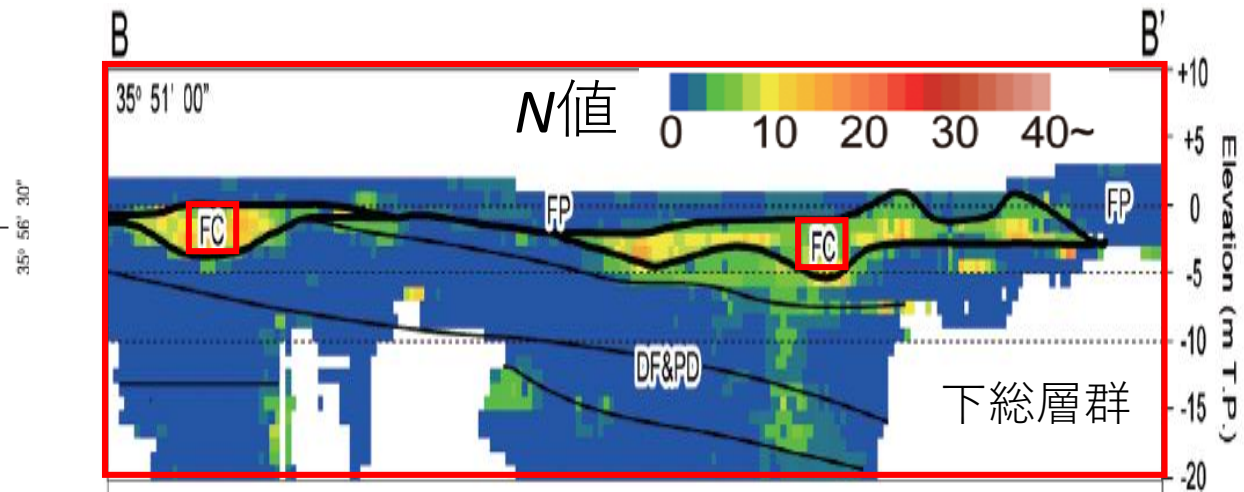 B
B'
35° 51' 00"
N値
0
10
20
30
40~
+10
+5
0
-5
-10
-15
-20
Elevation (m T.P.)
35° 56' 30"
FC
FP
FC
FP
DF&PD
下総層群